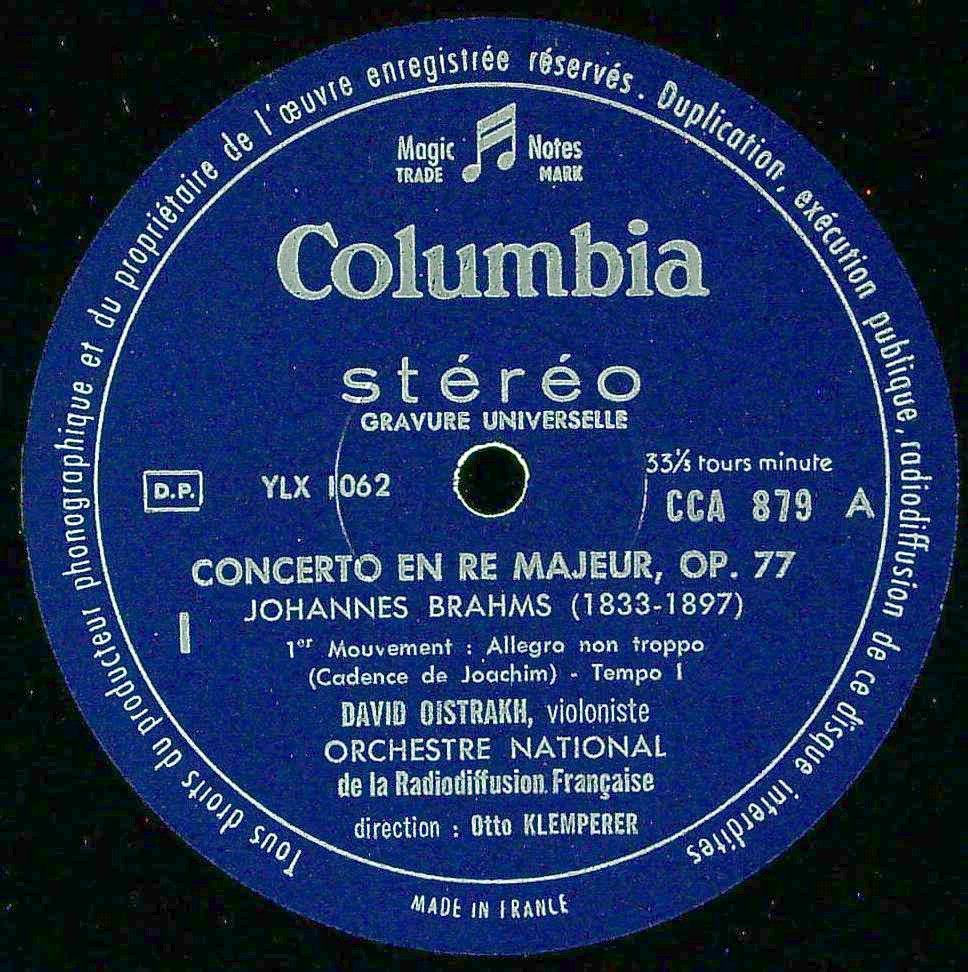 Tous droits du producteur phonographique et du propriétaire de l'œuvre enregistrée réservés. Duplication, exécution publique, radiodiffusion de ce disque interdites
Magic Notes
TRADE MARK
Columbia
stéréo
GRAVURE UNIVERSELLE
33⅓ tours minute
D.P. YLX 1062 CCA 879 A
CONCERTO EN RE MAJEUR, OP. 77
JOHANNES BRAHMS (1833-1897)
I
1er Mouvement : Allegro non troppo
(Cadence de Joachim) - Tempo I
DAVID OISTRAKH, violoniste
ORCHESTRE NATIONAL
de la Radiodiffusion Française
direction : Otto KLEMPERER
MADE IN FRANCE